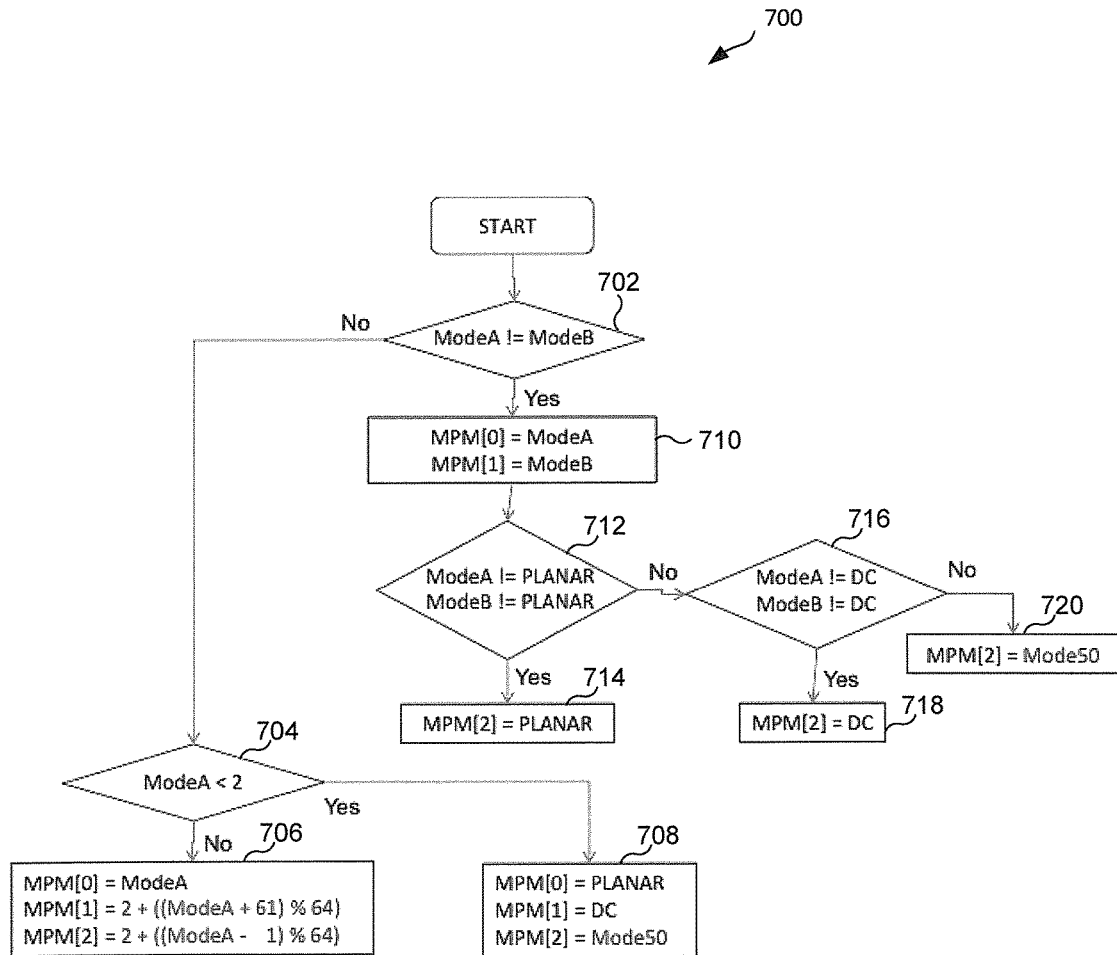 700
START
702
No
ModeA != ModeB
Yes
MPM[0] = ModeA
MPM[1] = ModeB
710
712
716
ModeA != PLANAR
ModeB != PLANAR
No
ModeA != DC
ModeB != DC
No
720
MPM[2] = Mode50
Yes
714
MPM[2] = PLANAR
Yes
MPM[2] = DC
718
704
ModeA < 2
Yes
No
706
MPM[0] = ModeA
MPM[1] = 2 + ((ModeA + 61) % 64)
MPM[2] = 2 + ((ModeA - 1) % 64)
708
MPM[0] = PLANAR
MPM[1] = DC
MPM[2] = Mode50